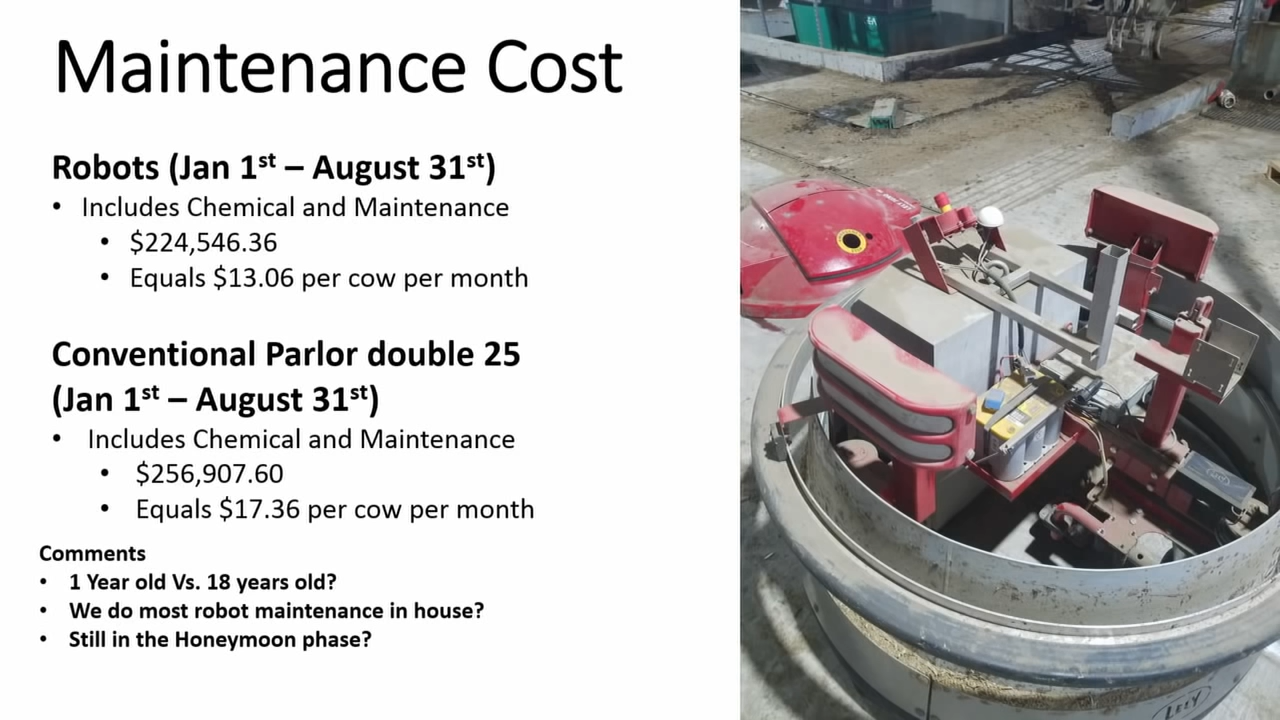 Maintenance Cost
Robots (Jan 1st – August 31st)
• Includes Chemical and Maintenance
• $224,546.36
• Equals $13.06 per cow per month
Conventional Parlor double 25
(Jan 1st – August 31st)
• Includes Chemical and Maintenance
• $256,907.60
• Equals $17.36 per cow per month
Comments
• 1 Year old Vs. 18 years old?
• We do most robot maintenance in house?
• Still in the Honeymoon phase?
LELY